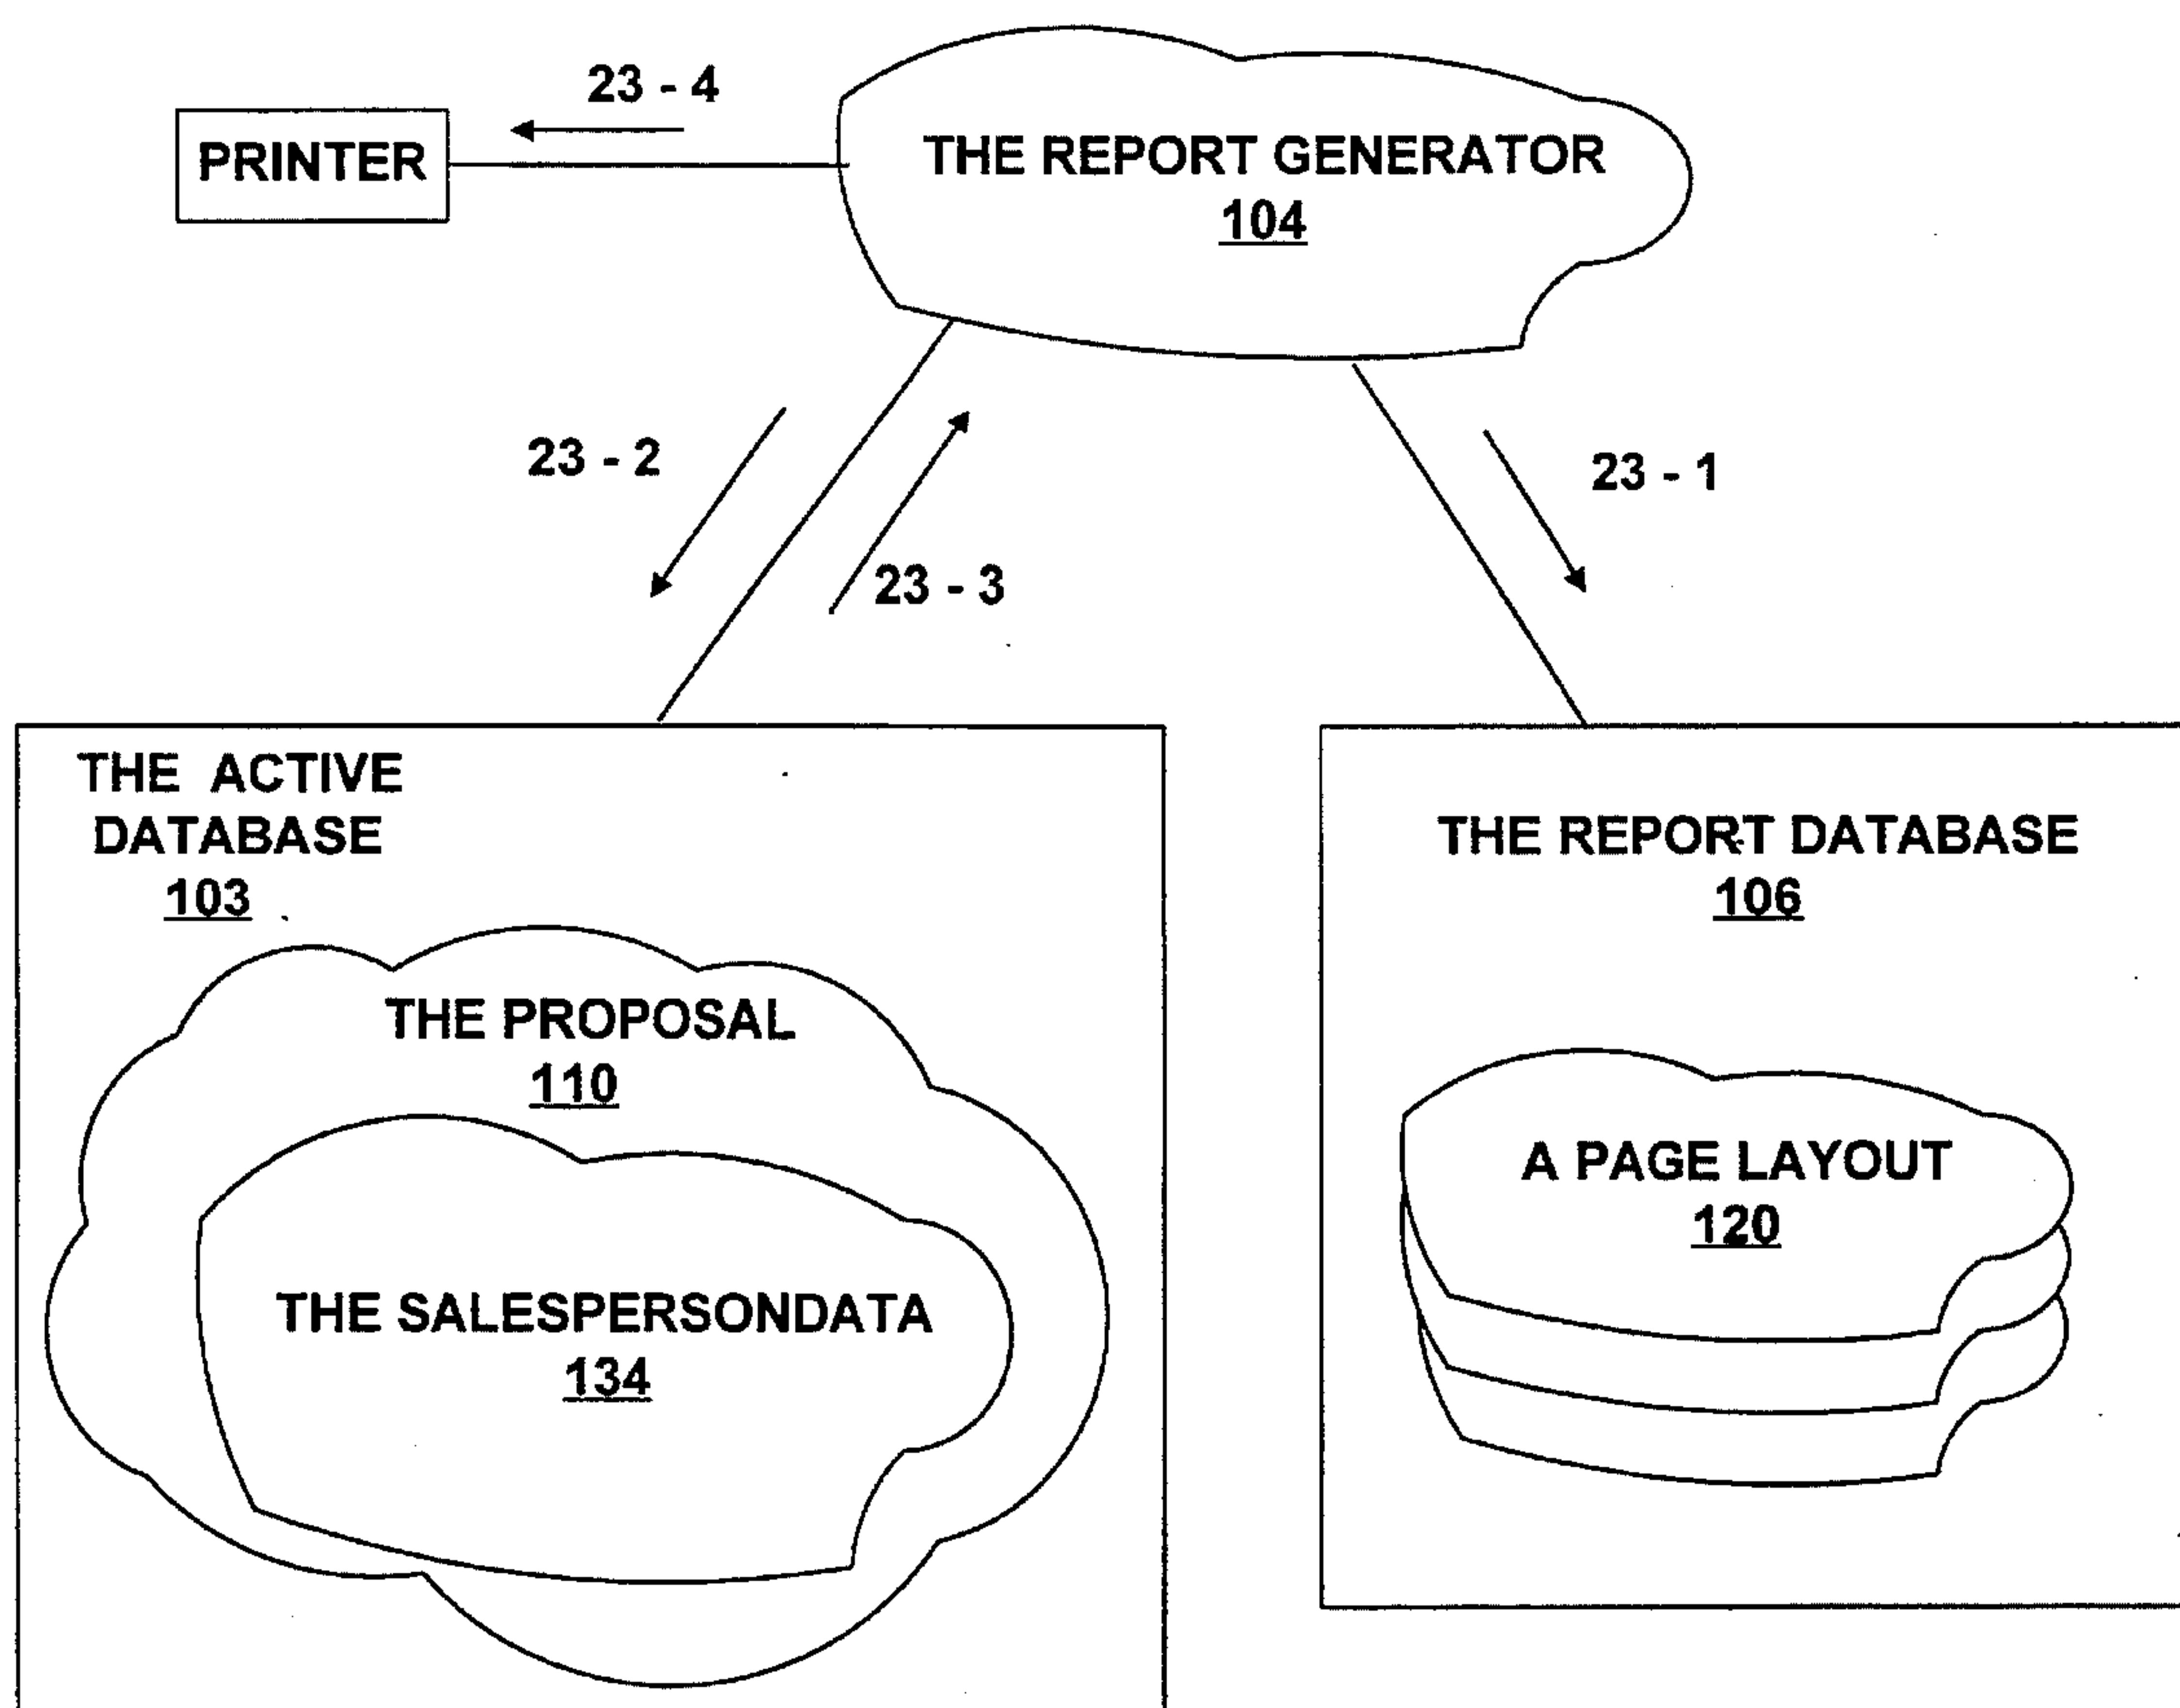 23 - 4
PRINTER
THE REPORT GENERATOR
104
23 - 2
23 - 1
23 - 3
THE ACTIVE
DATABASE
103
THE REPORT DATABASE
106
THE PROPOSAL
110
A PAGE LAYOUT
120
THE SALESPERSONDATA
134